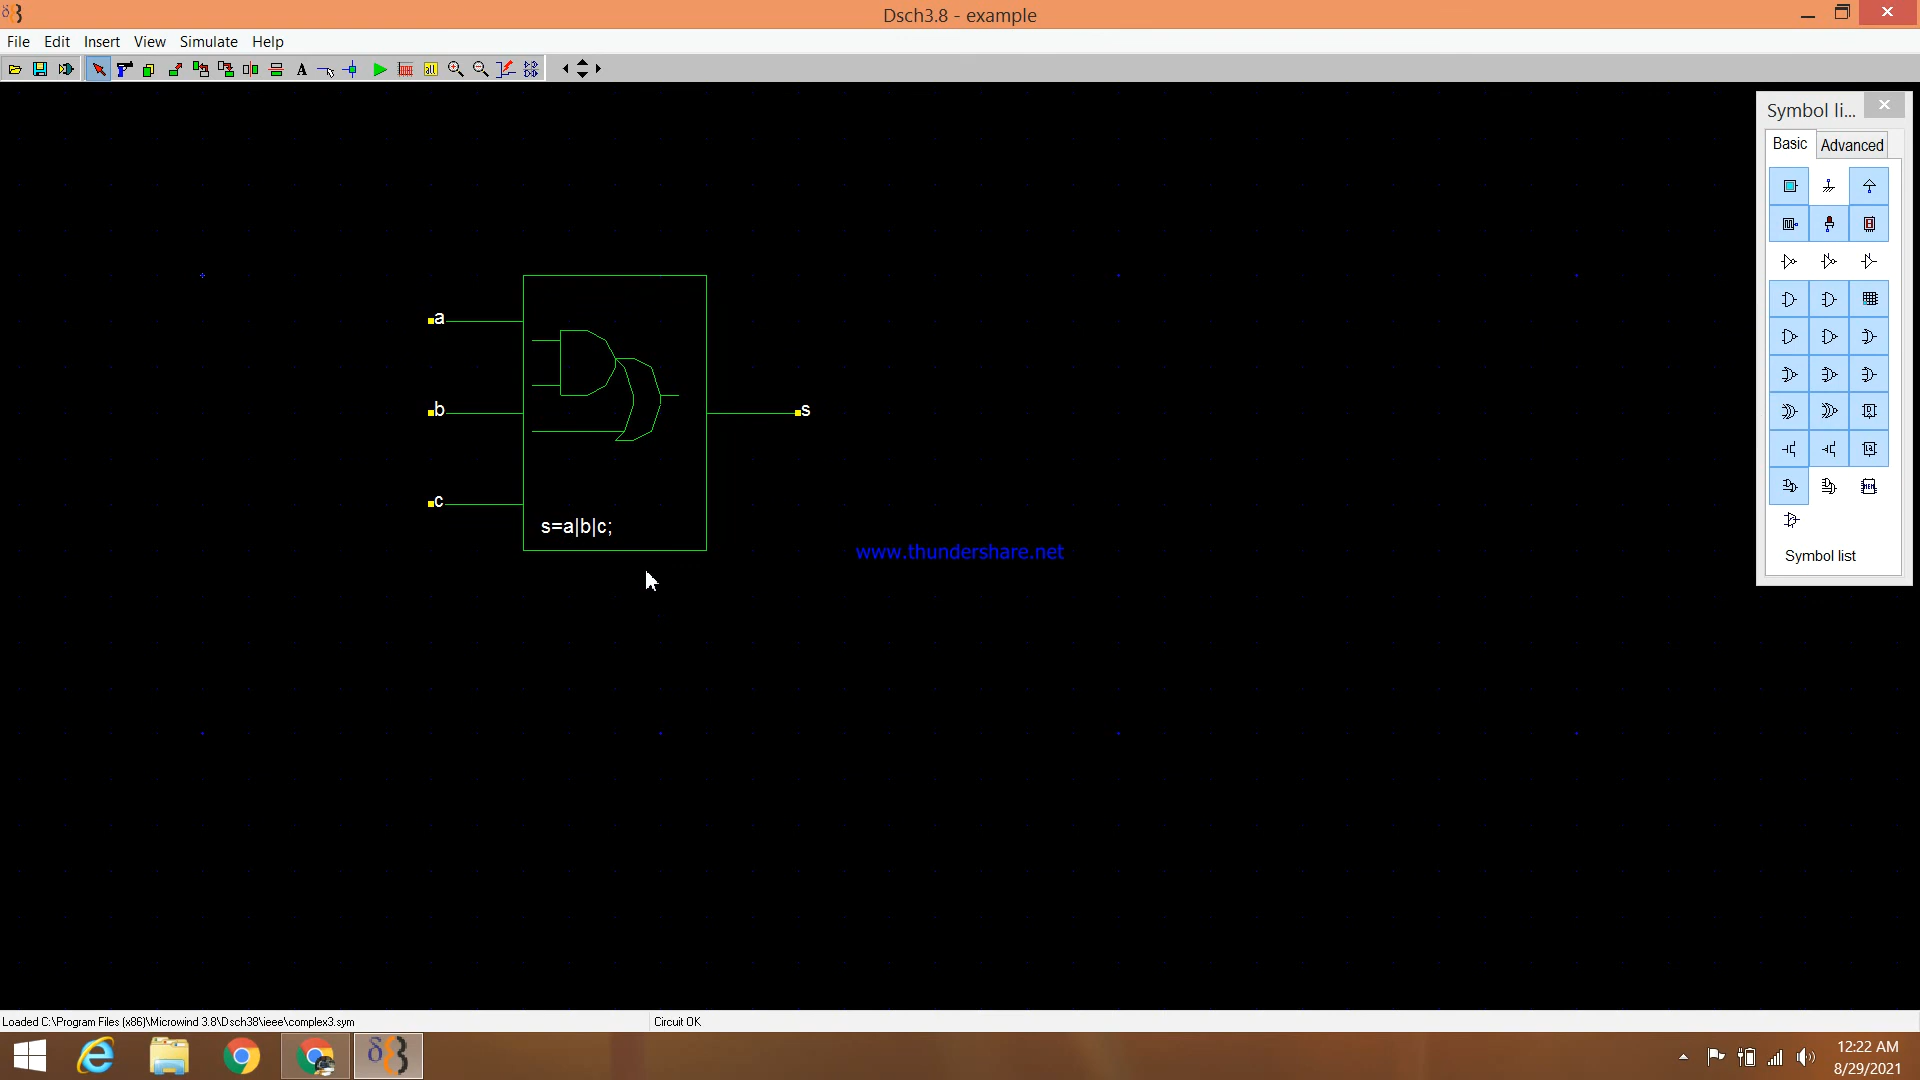 Dsch3.8 - example
File Edit Insert View Simulate Help
Symbol li...
Basic Advanced
a
b
s
c
s=a|b|c;
www.thundershare.net
Symbol list
Loaded C:\Program Files (x86)\Microwind 3.8\Dsch38\ieee\complex3.sym
Circuit OK
12:22 AM
8/29/2021